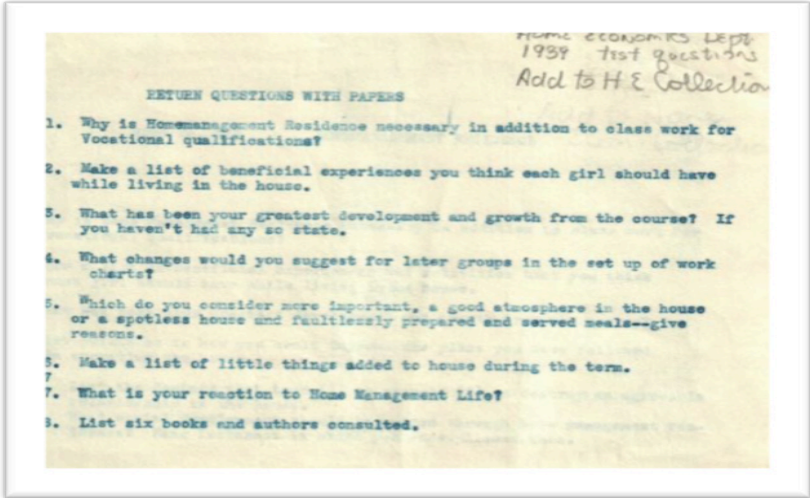 Home Economics Dept
1939 test questions
Add to H E Collection
RETURN QUESTIONS WITH PAPERS
1. Why is Homemanagement Residence necessary in addition to class work for
Vocational qualifications?
2. Make a list of beneficial experiences you think each girl should have
while living in the house.
3. What has been your greatest development and growth from the course? If
you haven't had any so state.
4. What changes would you suggest for later groups in the set up of work
charts?
5. Which do you consider more important, a good atmosphere in the house
or a spotless house and faultlessly prepared and served meals--give
reasons.
6. Make a list of little things added to house during the term.
7
7. What is your reaction to Home Management Life?
8. List six books and authors consulted.